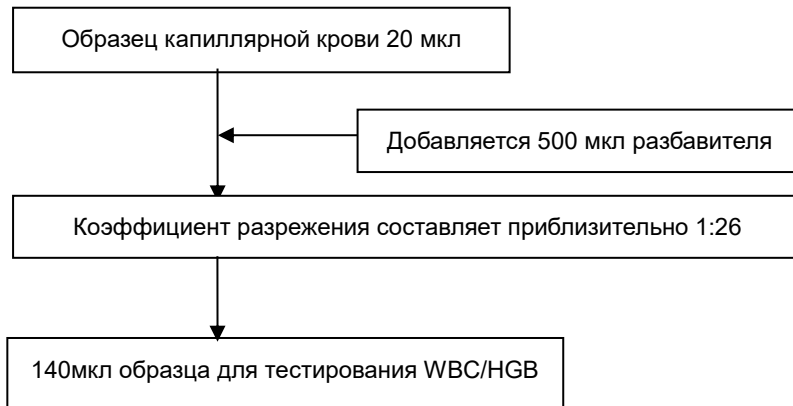 Образец капиллярной крови 20 мкл
Добавляется 500 мкл разбавителя
Коэффициент разрежения составляет приблизительно 1:26
140мкл образца для тестирования WBC/HGB